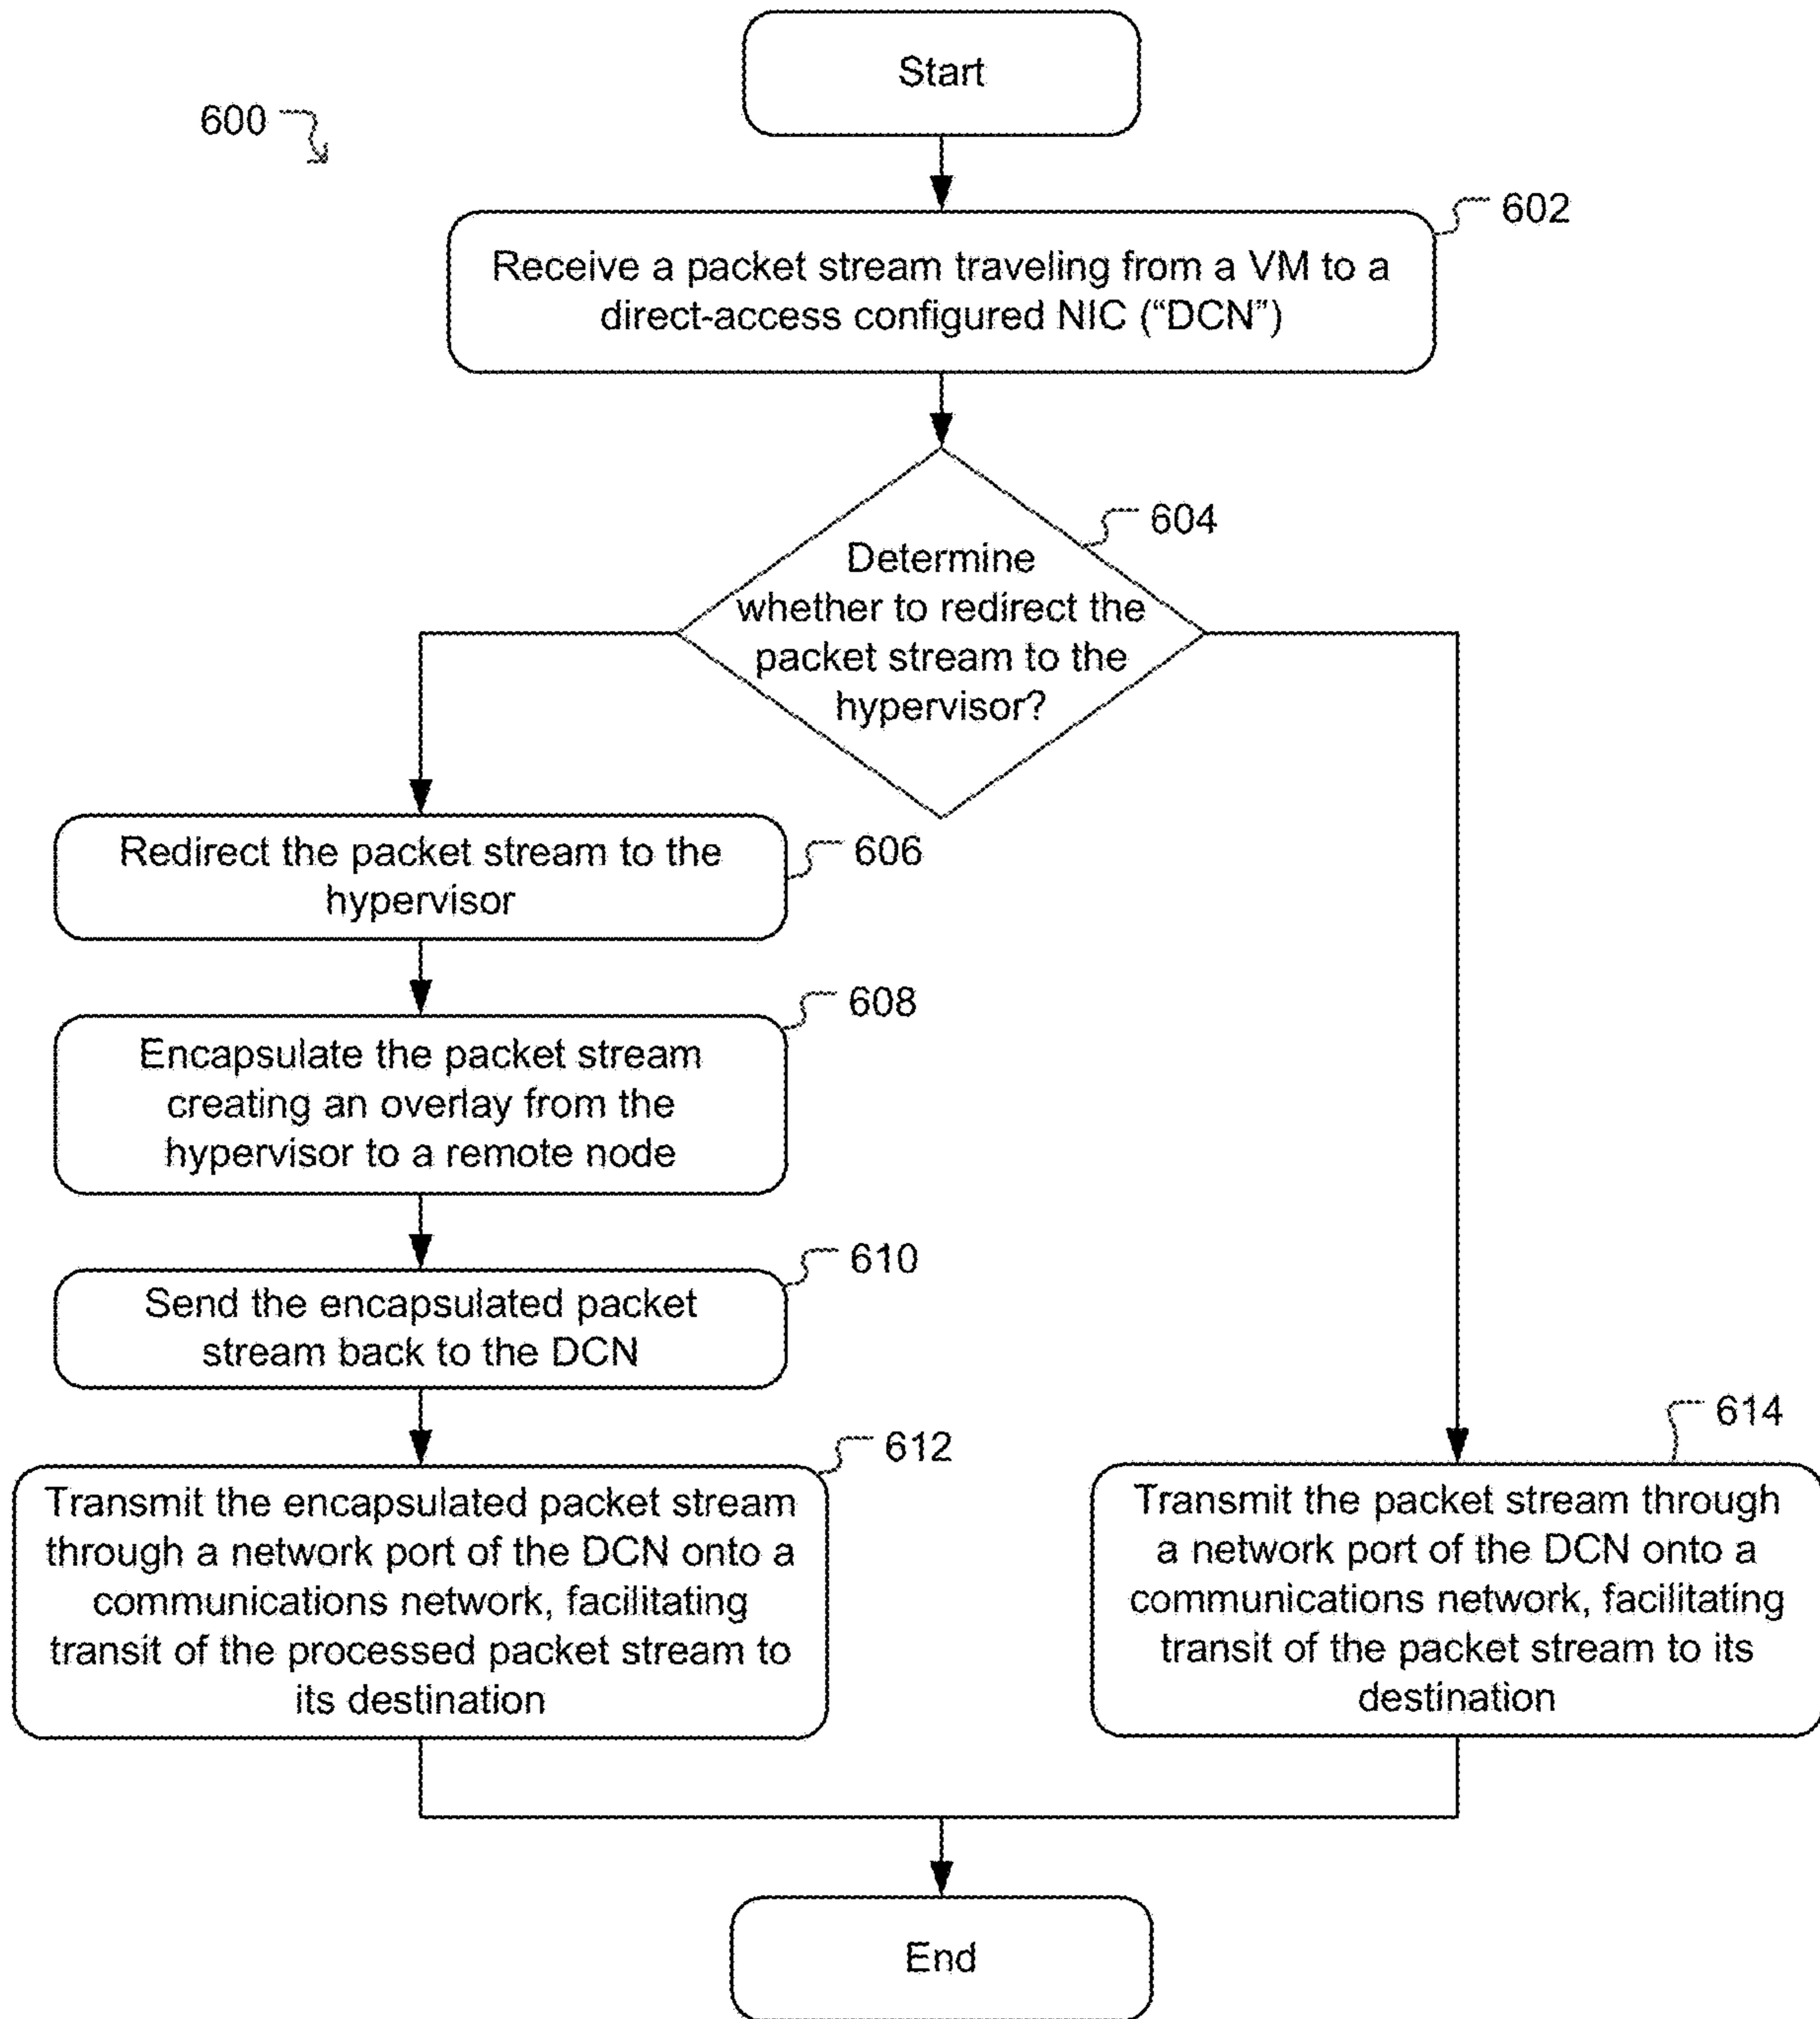 Start
600
602
Receive a packet stream traveling from a VM to a
direct-access configured NIC (“DCN”)
604
Determine
whether to redirect the
packet stream to the
hypervisor?
Redirect the packet stream to the
hypervisor
606
608
Encapsulate the packet stream
creating an overlay from the
hypervisor to a remote node
610
Send the encapsulated packet
stream back to the DCN
612
Transmit the encapsulated packet stream
through a network port of the DCN onto a
communications network, facilitating
transit of the processed packet stream to
its destination
614
Transmit the packet stream through
a network port of the DCN onto a
communications network, facilitating
transit of the packet stream to its
destination
End